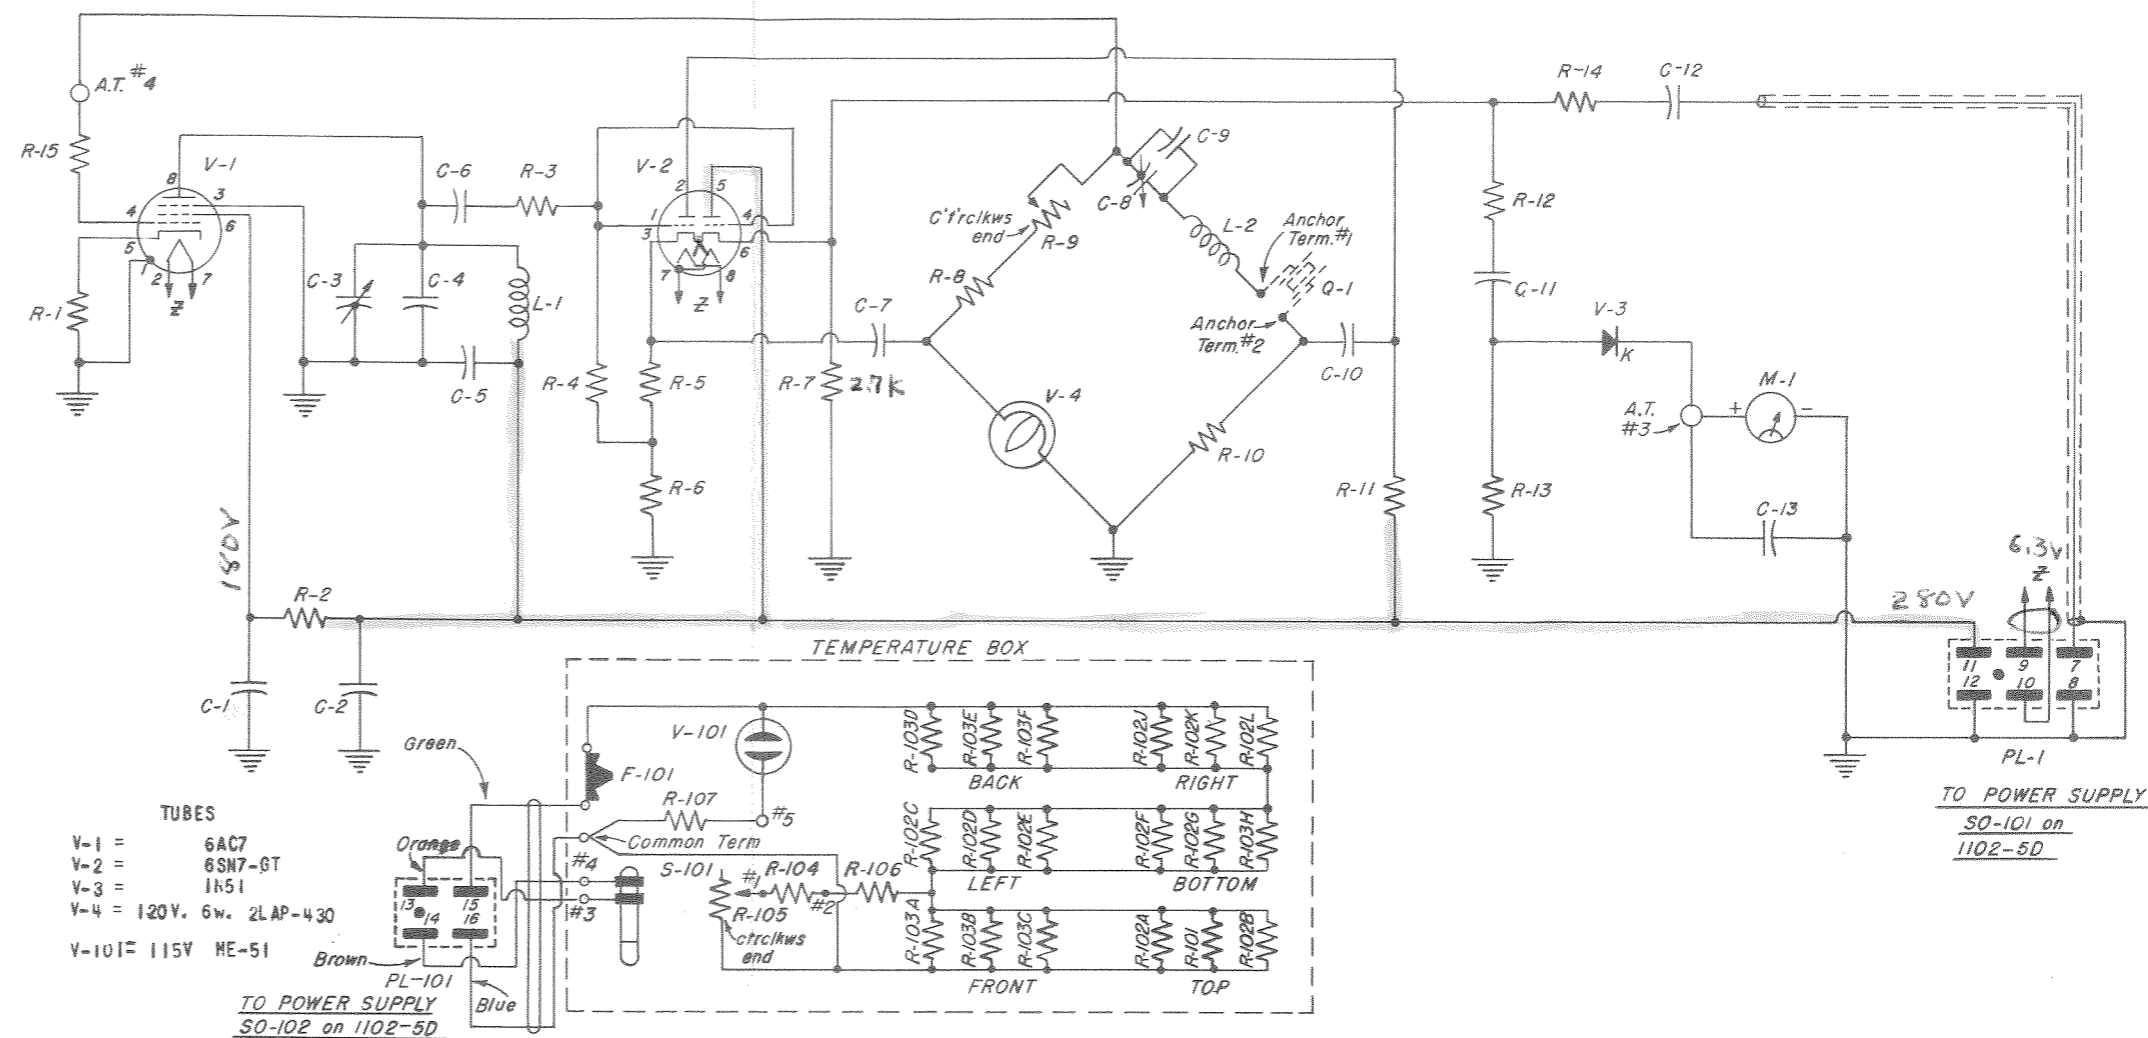 A.T. #4
R-15
V-1
8
3
4
6
5
1
2
7
Z
R-1
C-3
C-4
C-6
R-3
L-1
C-5
V-2
2
5
1
4
3
6
7
8
Z
R-4
R-5
R-6
C-7
R-7
2.7K
C't'rclkws
end
R-9
R-8
C-9
C-8
L-2
Anchor
Term.#1
Q-1
Anchor
Term.#2
C-10
V-4
R-10
R-11
R-14
C-12
R-12
C-11
V-3
K
R-13
A.T.
#3
M-1
+
-
C-13
180V
R-2
C-1
C-2
280V
6.3V
Z
11
9
7
12
10
8
PL-1
TO POWER SUPPLY
SO-101 on
1102-5D
TEMPERATURE BOX
Green
F-101
V-101
R-107
#5
Common Term
#4
#3
S-101
#1
R-104
#2
R-106
R-105
ctrclkws
end
R-103D
R-103E
R-103F
R-102J
R-102K
R-102L
BACK
RIGHT
R-102C
R-102D
R-102E
R-102F
R-102G
R-103H
LEFT
BOTTOM
R-103A
R-103B
R-103C
R-102A
R-101
R-102B
FRONT
TOP
Orange
13
15
14
16
Brown
PL-101
Blue
TO POWER SUPPLY
SO-102 on 1102-5D
TUBES
V-1 = 6AC7
V-2 = 6SN7-GT
V-3 = 1N51
V-4 = 120V. 6w. 2LAP-430
V-101= 115V NE-51